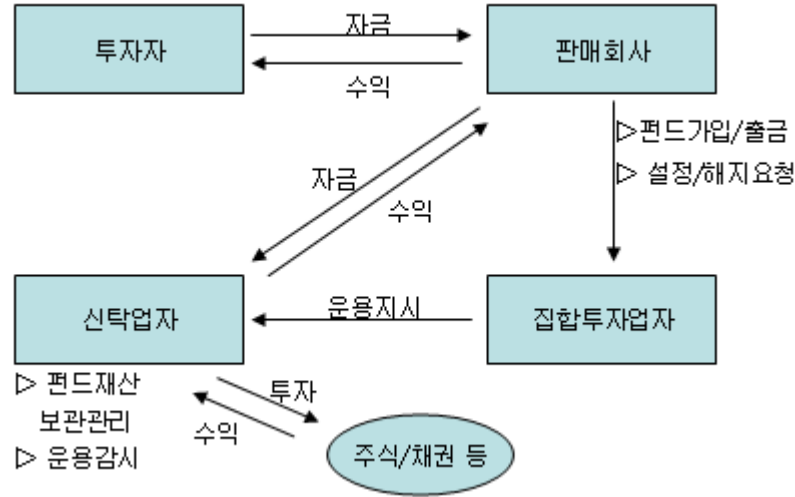 자금
투자자
판매회사
수익
▷펀드가입/출금
▷ 설정/해지요청
자금
수익
신탁업자
운용지시
집합투자업자
▷ 펀드재산
보관관리
▷ 운용감시
투자
수익
주식/채권 등